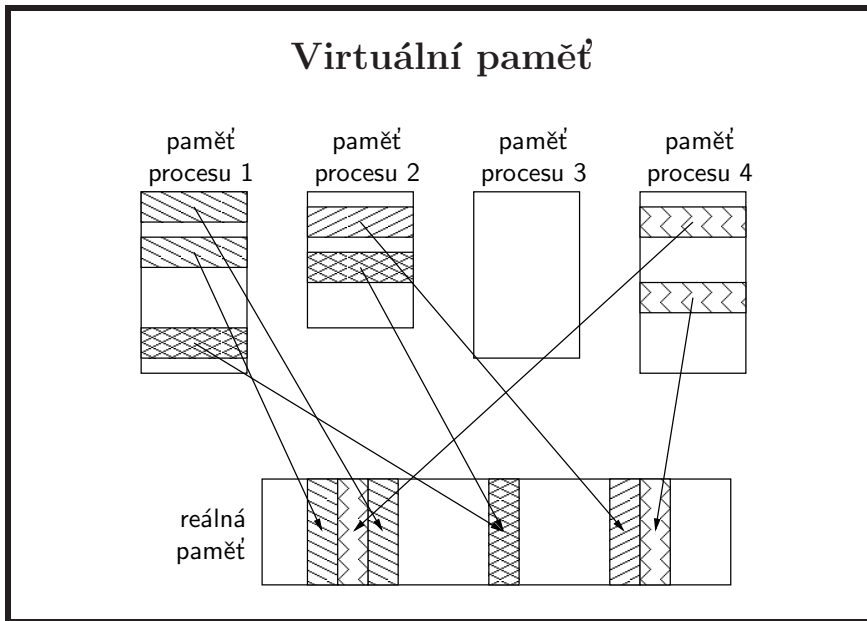 Virtuální paměť
paměť
procesu 1
paměť
procesu 2
paměť
procesu 3
paměť
procesu 4
reálná
paměť